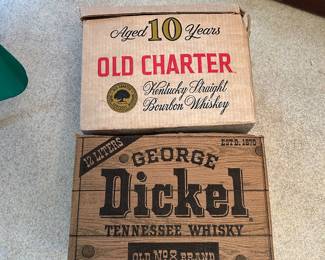 Aged 10 Years
OLD CHARTER
Kentucky Straight
Bourbon Whiskey
12 LITERS
ESTD. 1870
GEORGE
Dickel
TENNESSEE WHISKY
OLD No 8 BRAND